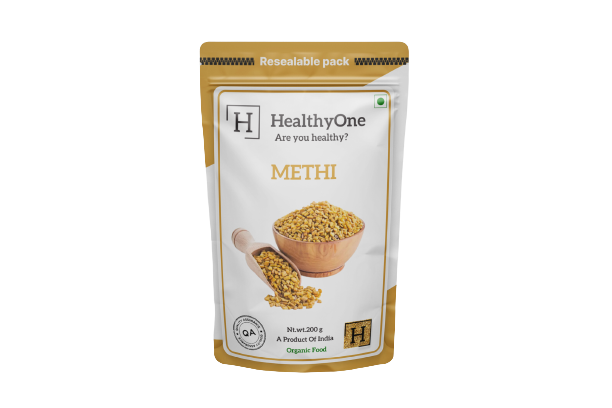 Resealable pack
H
HealthyOne
Are you healthy?
METHI
QA
Nt.wt.200 g
A Product Of India
Organic Food
H